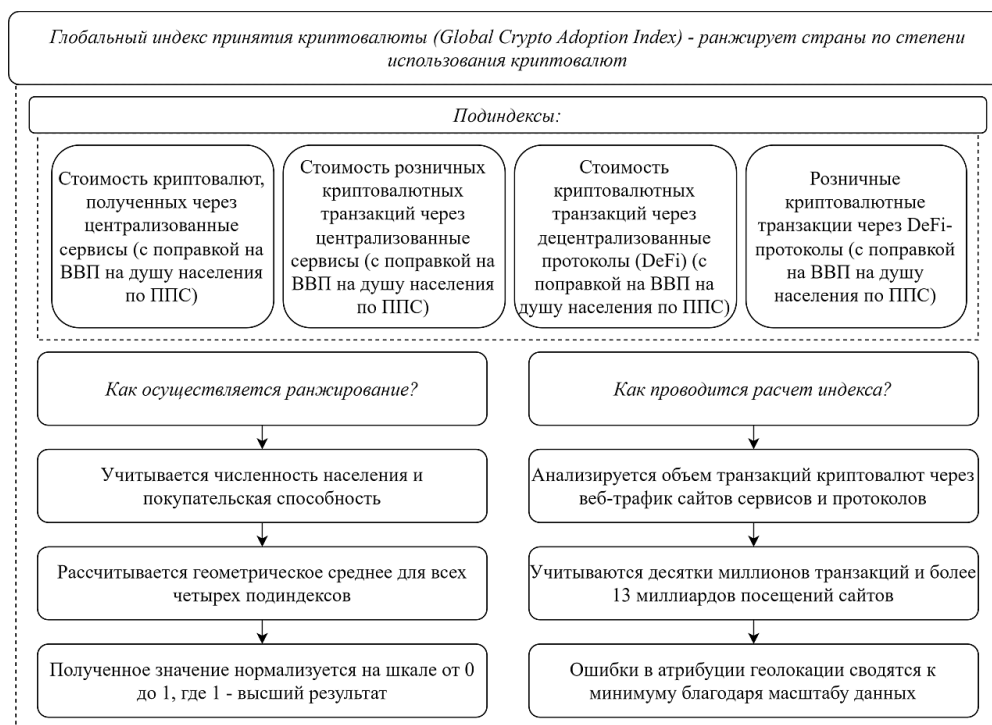 Глобальный индекс принятия криптовалюты (Global Crypto Adoption Index) - ранжирует страны по степени
использования криптовалют
Подиндексы:
Стоимость криптовалют,
полученных через
централизованные
сервисы (с поправкой на
ВВП на душу населения
по ППС)
Стоимость розничных
криптовалютных
транзакций через
централизованные
сервисы (с поправкой на
ВВП на душу населения
по ППС)
Стоимость
криптовалютных
транзакций через
децентрализованные
протоколы (DeFi) (с
поправкой на ВВП на
душу населения по ППС)
Розничные
криптовалютные
транзакции через DeFi-
протоколы (с поправкой
на ВВП на душу
населения по ППС)
Как осуществляется ранжирование?
Учитывается численность населения и
покупательская способность
Рассчитывается геометрическое среднее для всех
четырех подиндексов
Полученное значение нормализуется на шкале от 0
до 1, где 1 - высший результат
Как проводится расчет индекса?
Анализируется объем транзакций криптовалют через
веб-трафик сайтов сервисов и протоколов
Учитываются десятки миллионов транзакций и более
13 миллиардов посещений сайтов
Ошибки в атрибуции геолокации сводятся к
минимуму благодаря масштабу данных